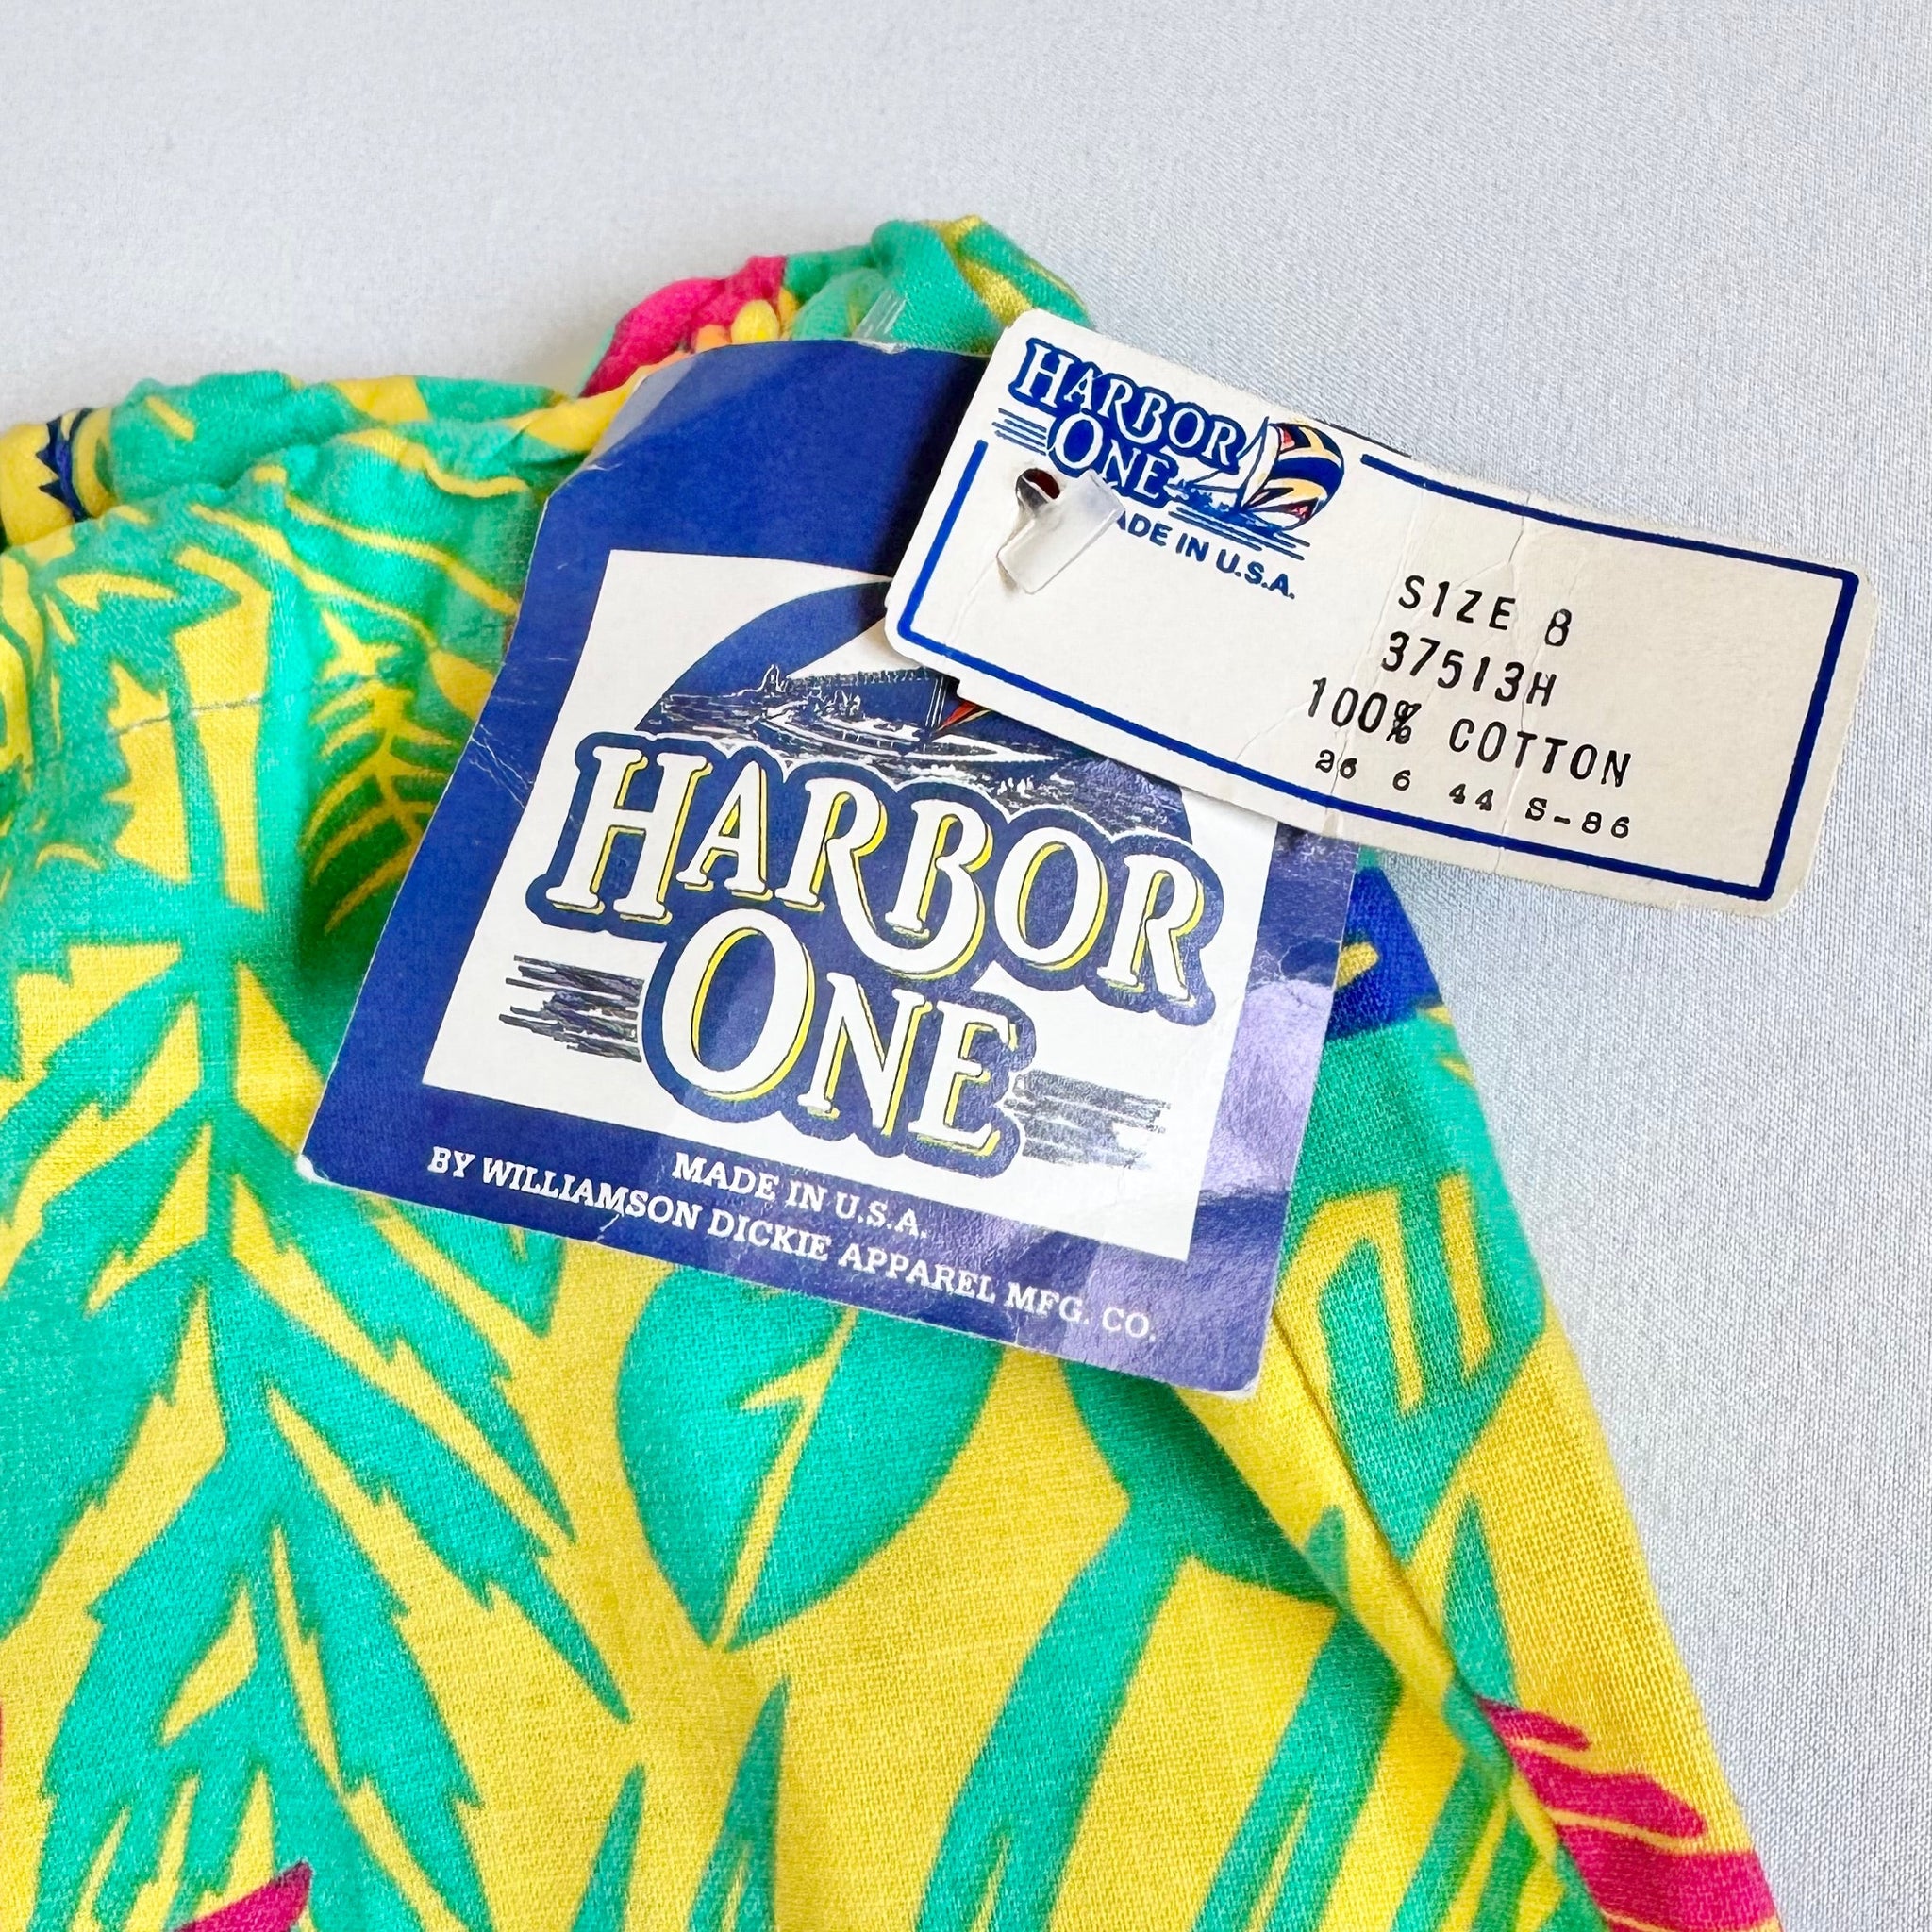 HARBOR
ONE
MADE IN U.S.A.
SIZE 8
37513H
100% COTTON
26 6 44 S-86
HARBOR
ONE
MADE IN U.S.A.
BY WILLIAMSON DICKIE APPAREL MFG. CO.